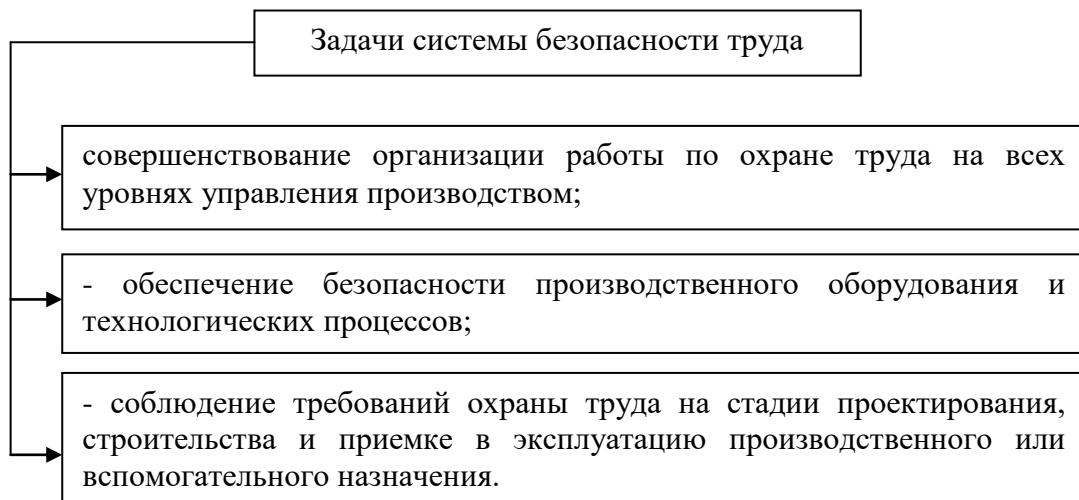 Задачи системы безопасности труда
совершенствование организации работы по охране труда на всех
уровнях управления производством;
- обеспечение безопасности производственного оборудования и
технологических процессов;
- соблюдение требований охраны труда на стадии проектирования,
строительства и приемке в эксплуатацию производственного или
вспомогательного назначения.